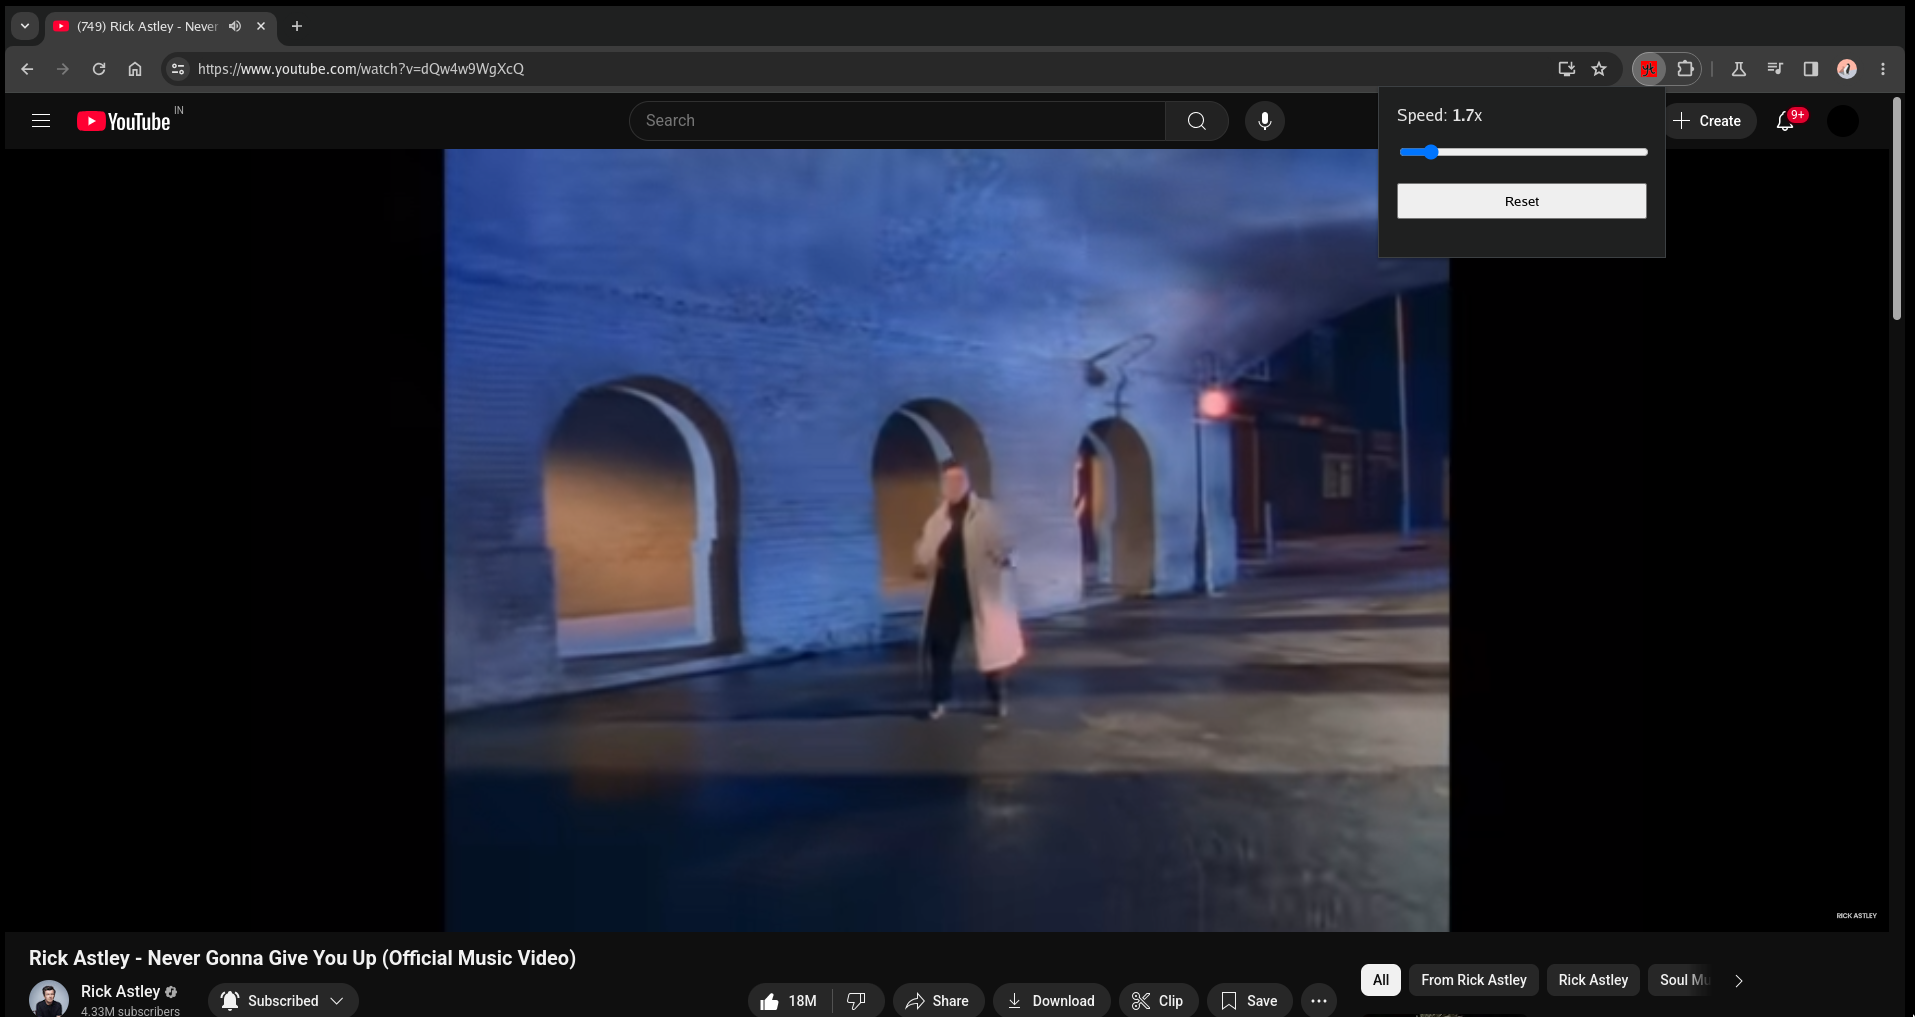 (749) Rick Astley - Never
https://www.youtube.com/watch?v=dQw4w9WgXcQ
YouTube IN
Search
Create
9+
Speed: 1.7x
Reset
RICK ASTLEY
Rick Astley - Never Gonna Give You Up (Official Music Video)
Rick Astley
4.33M subscribers
Subscribed
18M
Share
Download
Clip
Save
All
From Rick Astley
Rick Astley
Soul Mu